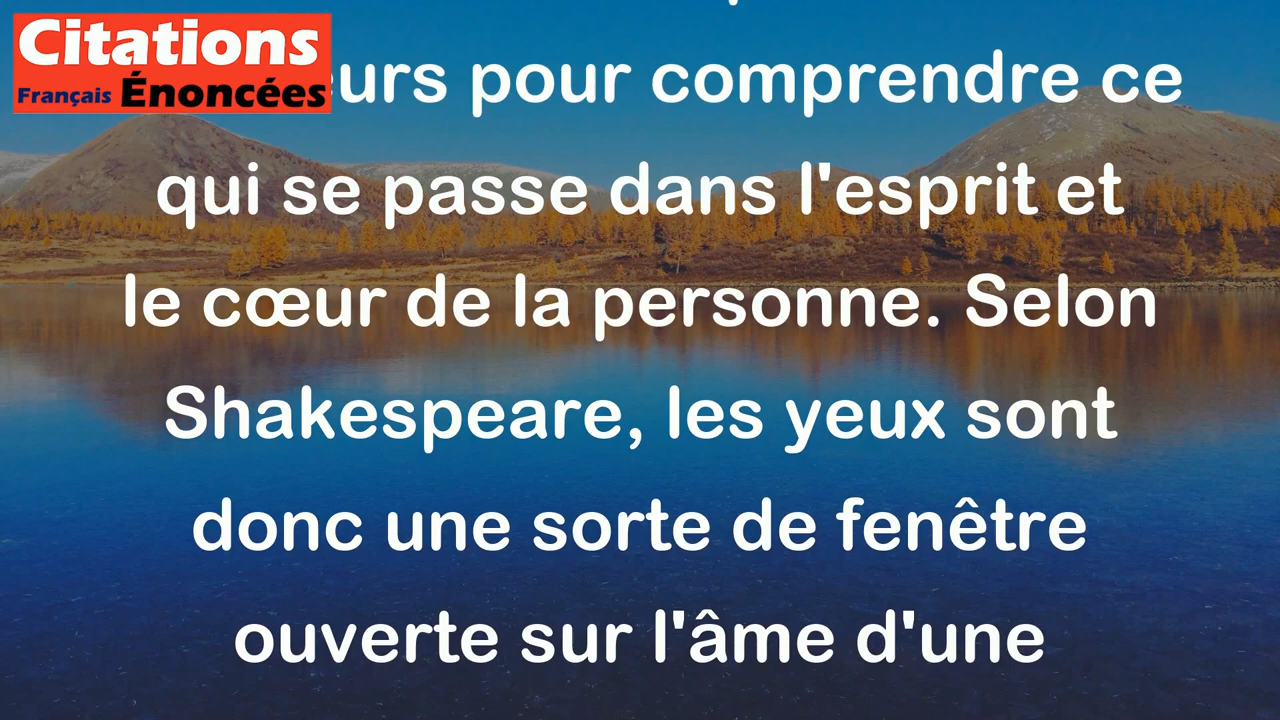 Citations
Français Énoncées
eurs pour comprendre ce
qui se passe dans l'esprit et
le cœur de la personne. Selon
Shakespeare, les yeux sont
donc une sorte de fenêtre
ouverte sur l'âme d'une